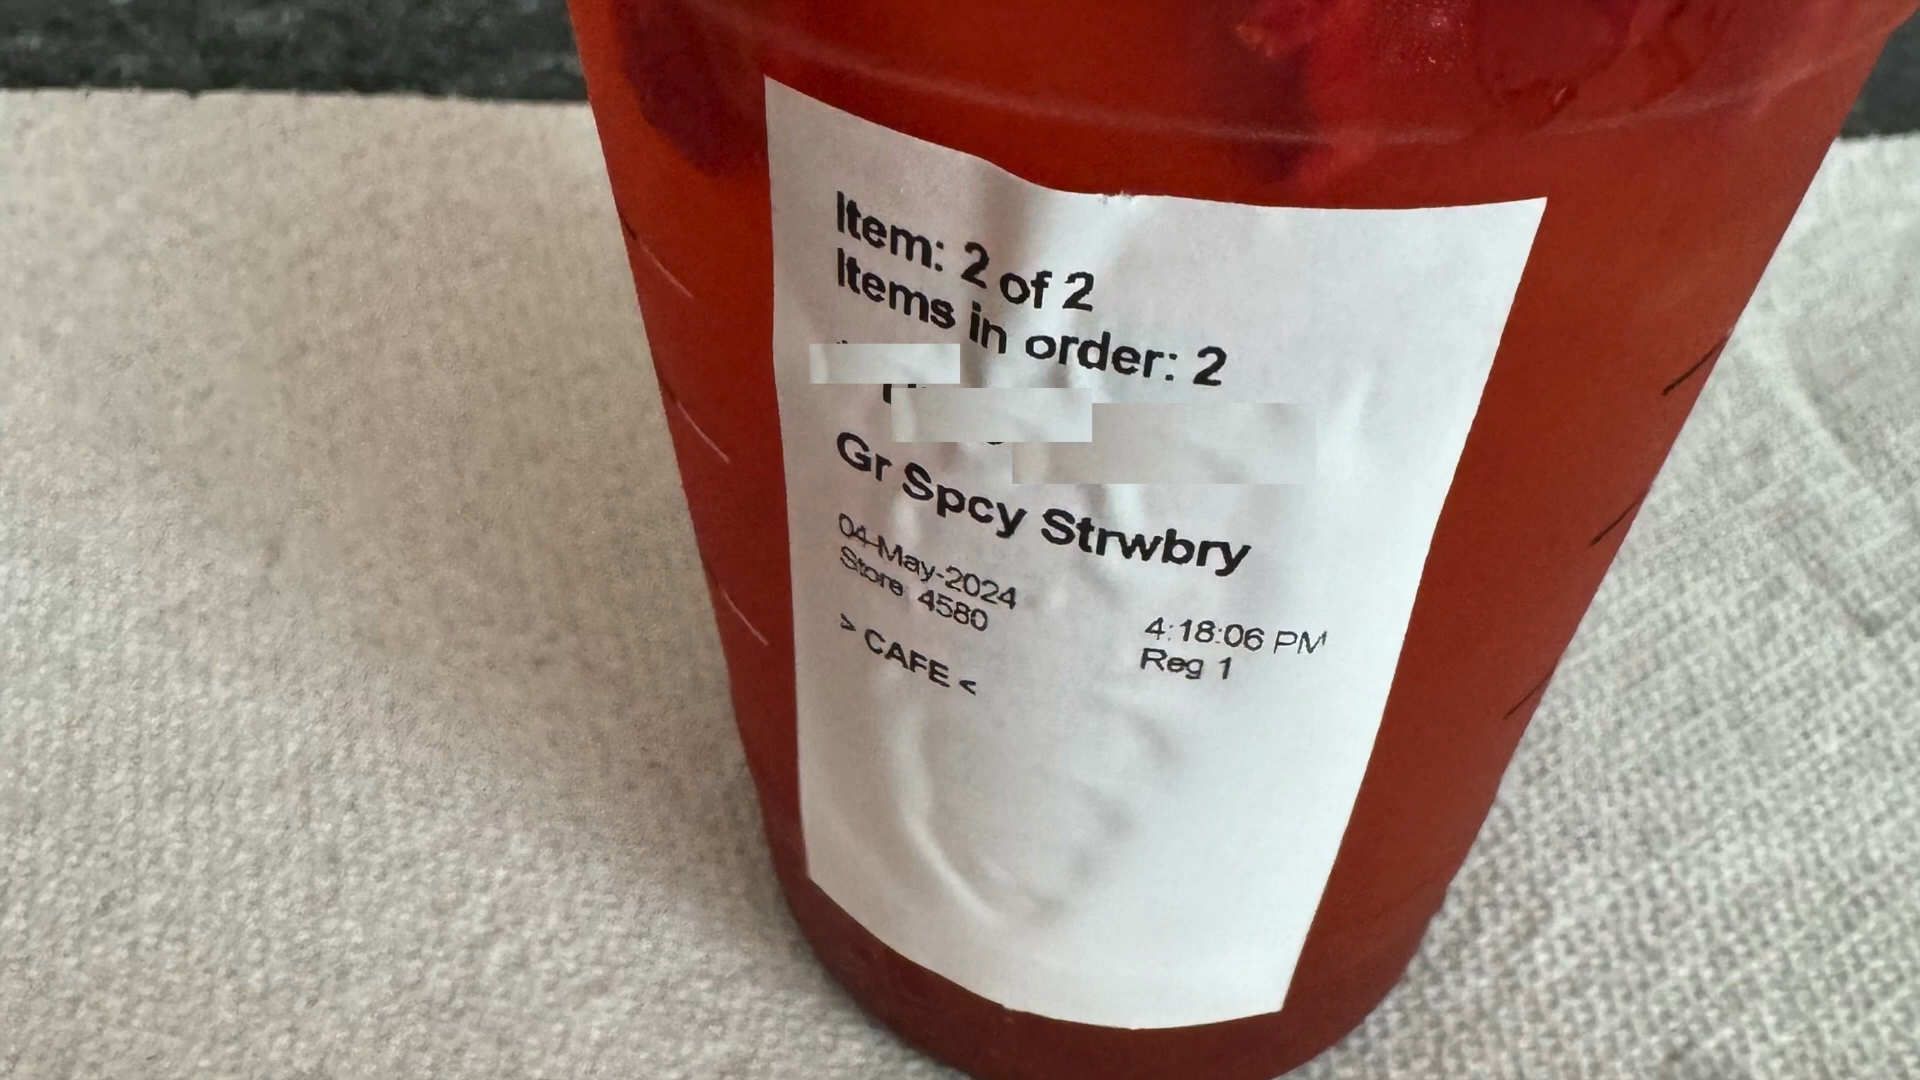 Item: 2 of 2
Items in order: 2
Gr Spcy Strwbry
04-May-2024 4:18:06 PM
Store 4580 Reg 1
> CAFE <